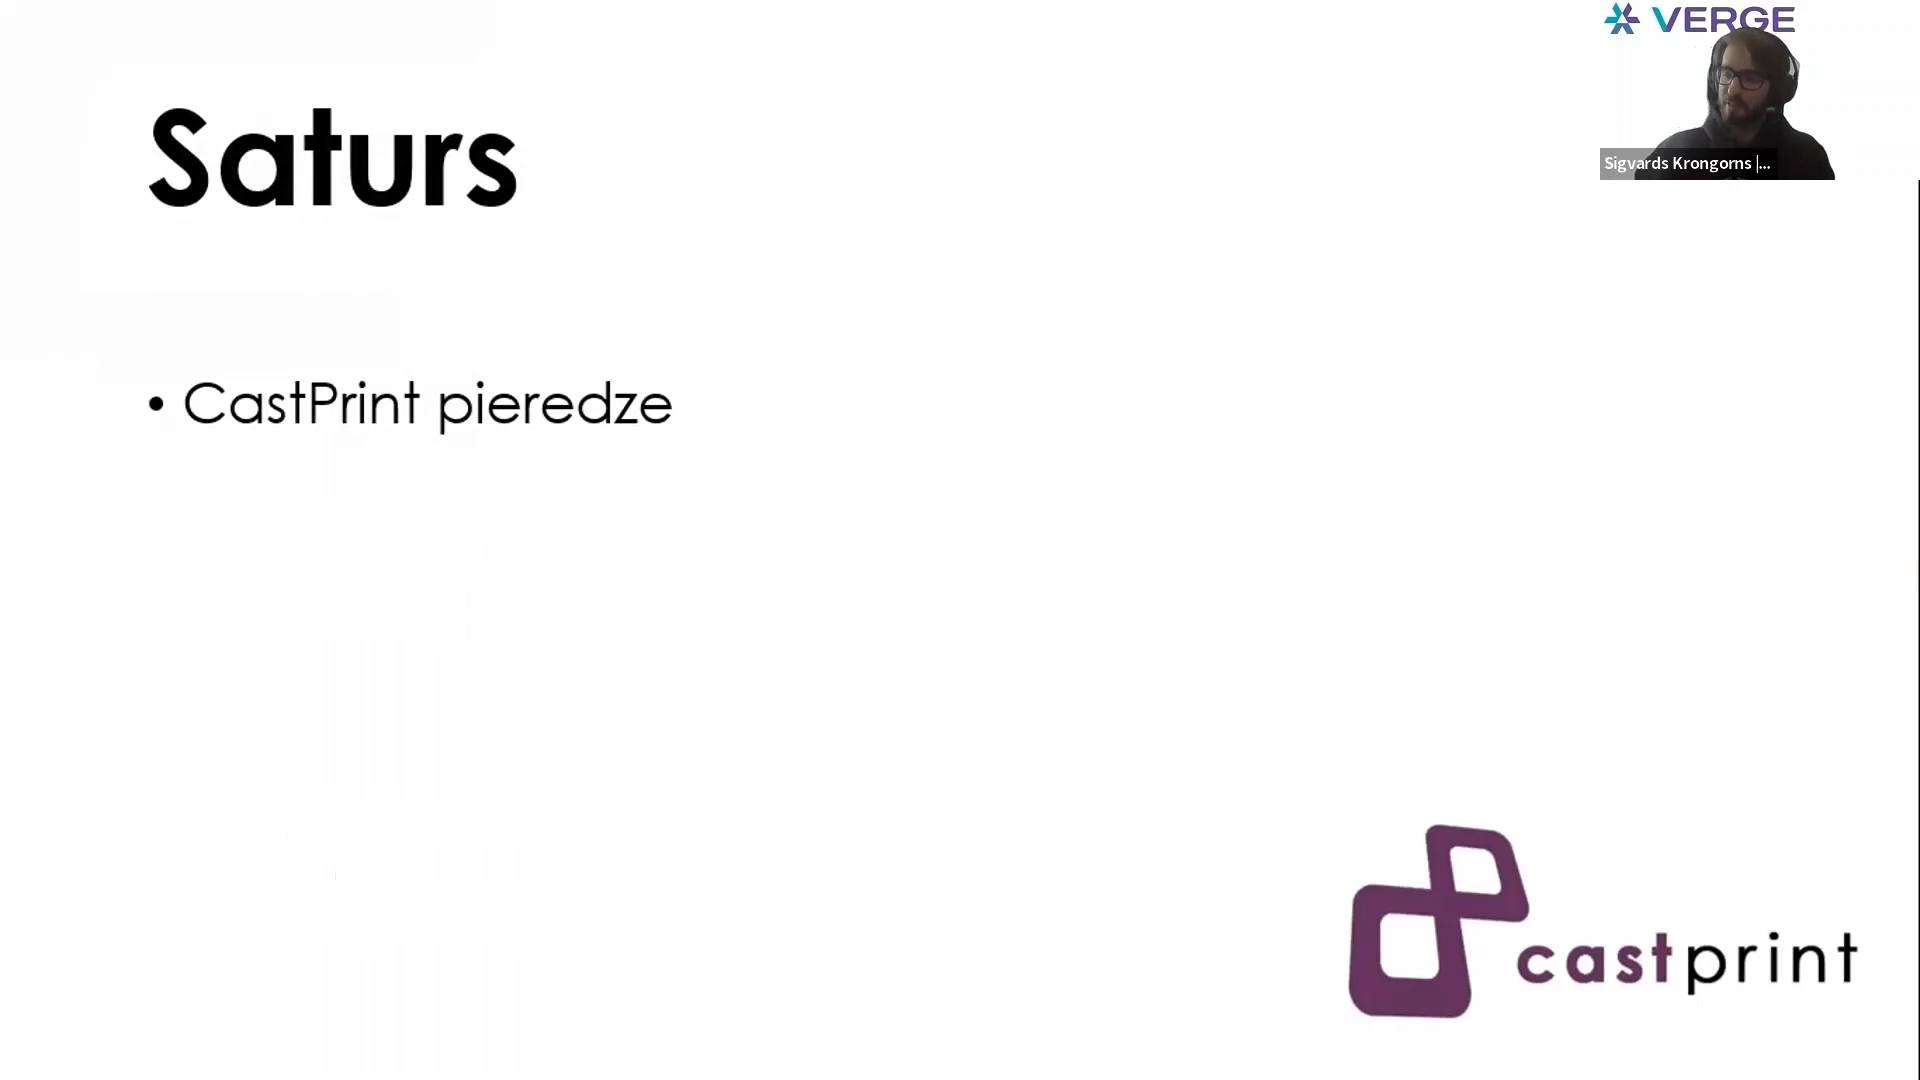 VERGE
Sigvards Krongorns |...
Saturs
• CastPrint pieredze
castprint